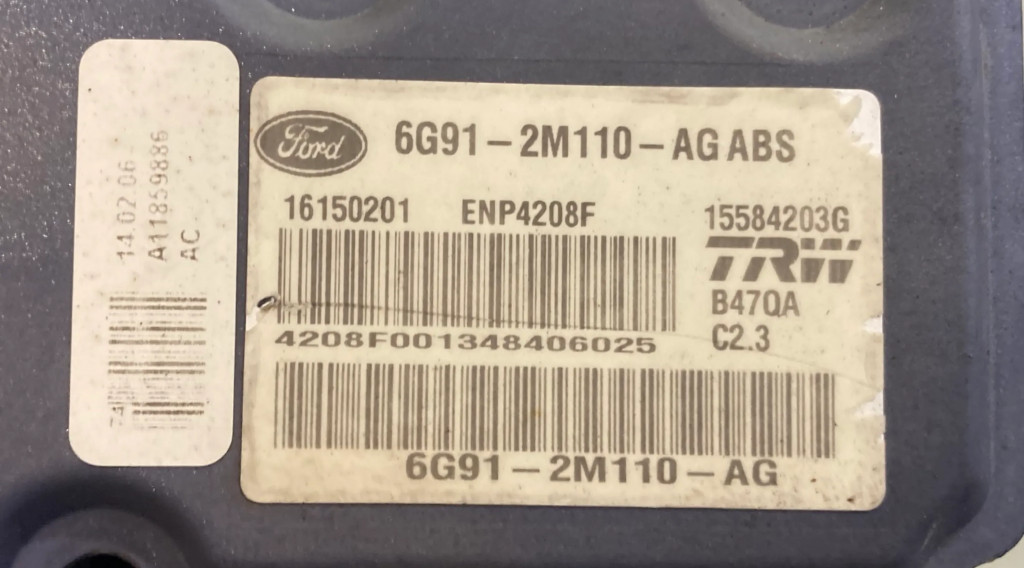 14.02.06
A11859886
AC
74
Ford
6G91-2M110-AG ABS
16150201 ENP4208F 15584203G
TRW
B47QA
4208F001348406025
C2.3
6G91-2M110-AG